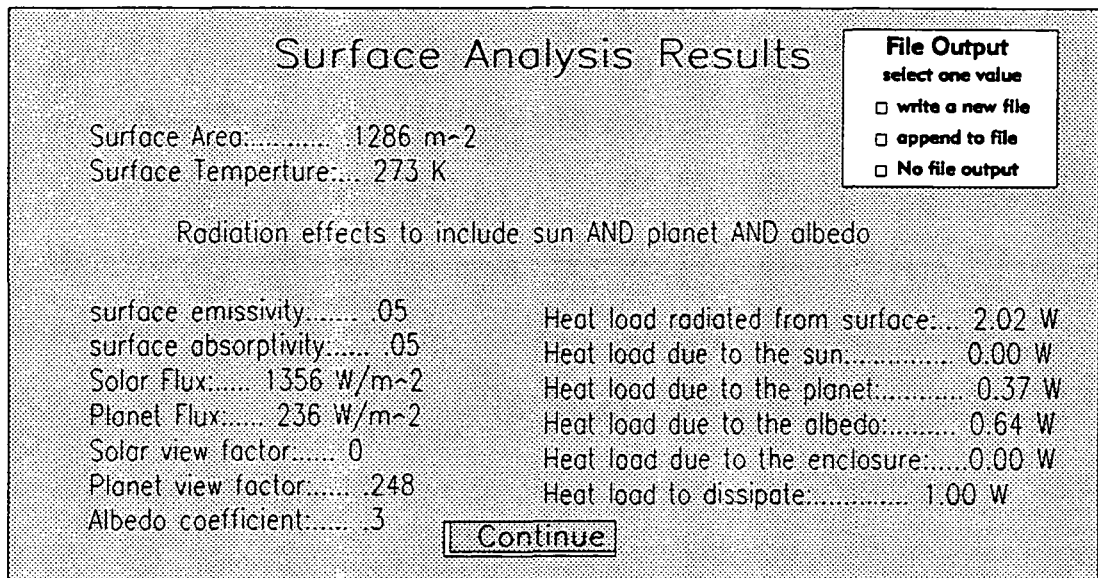 Surface Analysis Results
File Output
select one value
□ write a new file
□ append to file
□ No file output
Surface Area:........... .1286 m~2
Surface Temperture:... 273 K
Radiation effects to include sun AND planet AND albedo
surface emissivity....... .05
surface absorptivity:...... .05
Solar Flux:..... 1356 W/m~2
Planet Flux:..... 236 W/m~2
Solar view factor:...... 0
Planet view factor:...... .248
Albedo coefficient:..... .3
Heat load radiated from surface:... 2.02 W
Heat load due to the sun:.............. 0.00 W
Heat load due to the planet:........... 0.37 W
Heat load due to the albedo:......... 0.64 W
Heat load due to the enclosure:.....0.00 W
Heat load to dissipate:............. 1.00 W
Continue